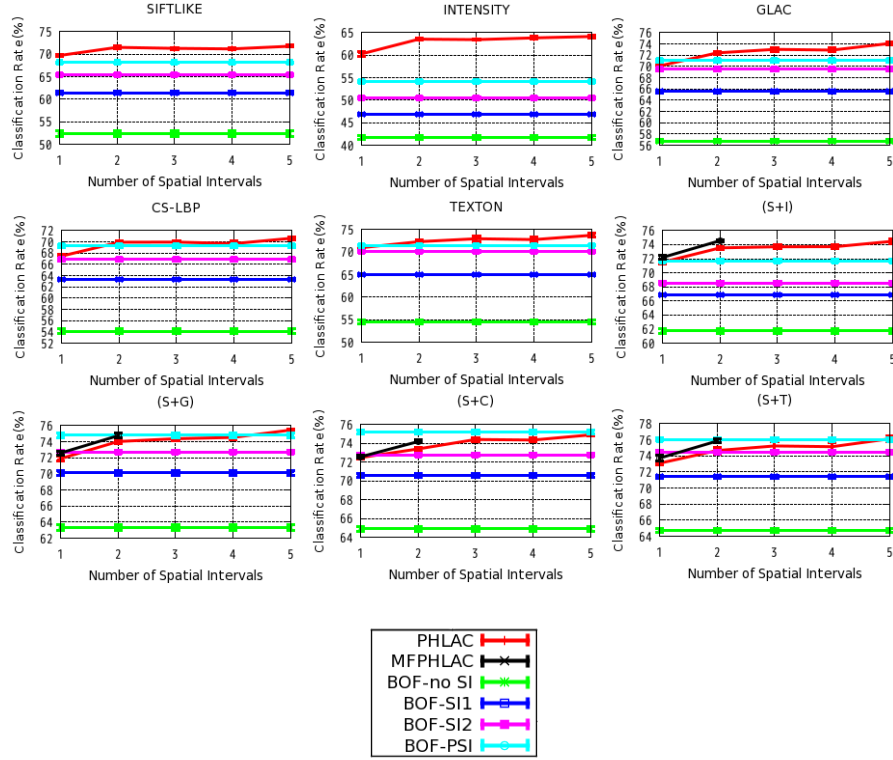 SIFTLIKE
Classification Rate(%)
75
70
65
60
55
50
1 2 3 4 5
Number of Spatial Intervals
INTENSITY
Classification Rate(%)
65
60
55
50
45
40
1 2 3 4 5
Number of Spatial Intervals
GLAC
Classification Rate(%)
76
74
72
70
68
66
64
62
60
58
56
1 2 3 4 5
Number of Spatial Intervals
CS-LBP
Classification Rate(%)
72
70
68
66
64
62
60
58
56
54
52
1 2 3 4 5
Number of Spatial Intervals
TEXTON
Classification Rate(%)
75
70
65
60
55
50
1 2 3 4 5
Number of Spatial Intervals
(S+I)
Classification Rate(%)
76
74
72
70
68
66
64
62
60
1 2 3 4 5
Number of Spatial Intervals
(S+G)
Classification Rate(%)
76
74
72
70
68
66
64
62
1 2 3 4 5
Number of Spatial Intervals
(S+C)
Classification Rate(%)
76
74
72
70
68
66
64
1 2 3 4 5
Number of Spatial Intervals
(S+T)
Classification Rate(%)
78
76
74
72
70
68
66
64
1 2 3 4 5
Number of Spatial Intervals
PHLAC
MFPHLAC
BOF-no SI
BOF-SI1
BOF-SI2
BOF-PSI